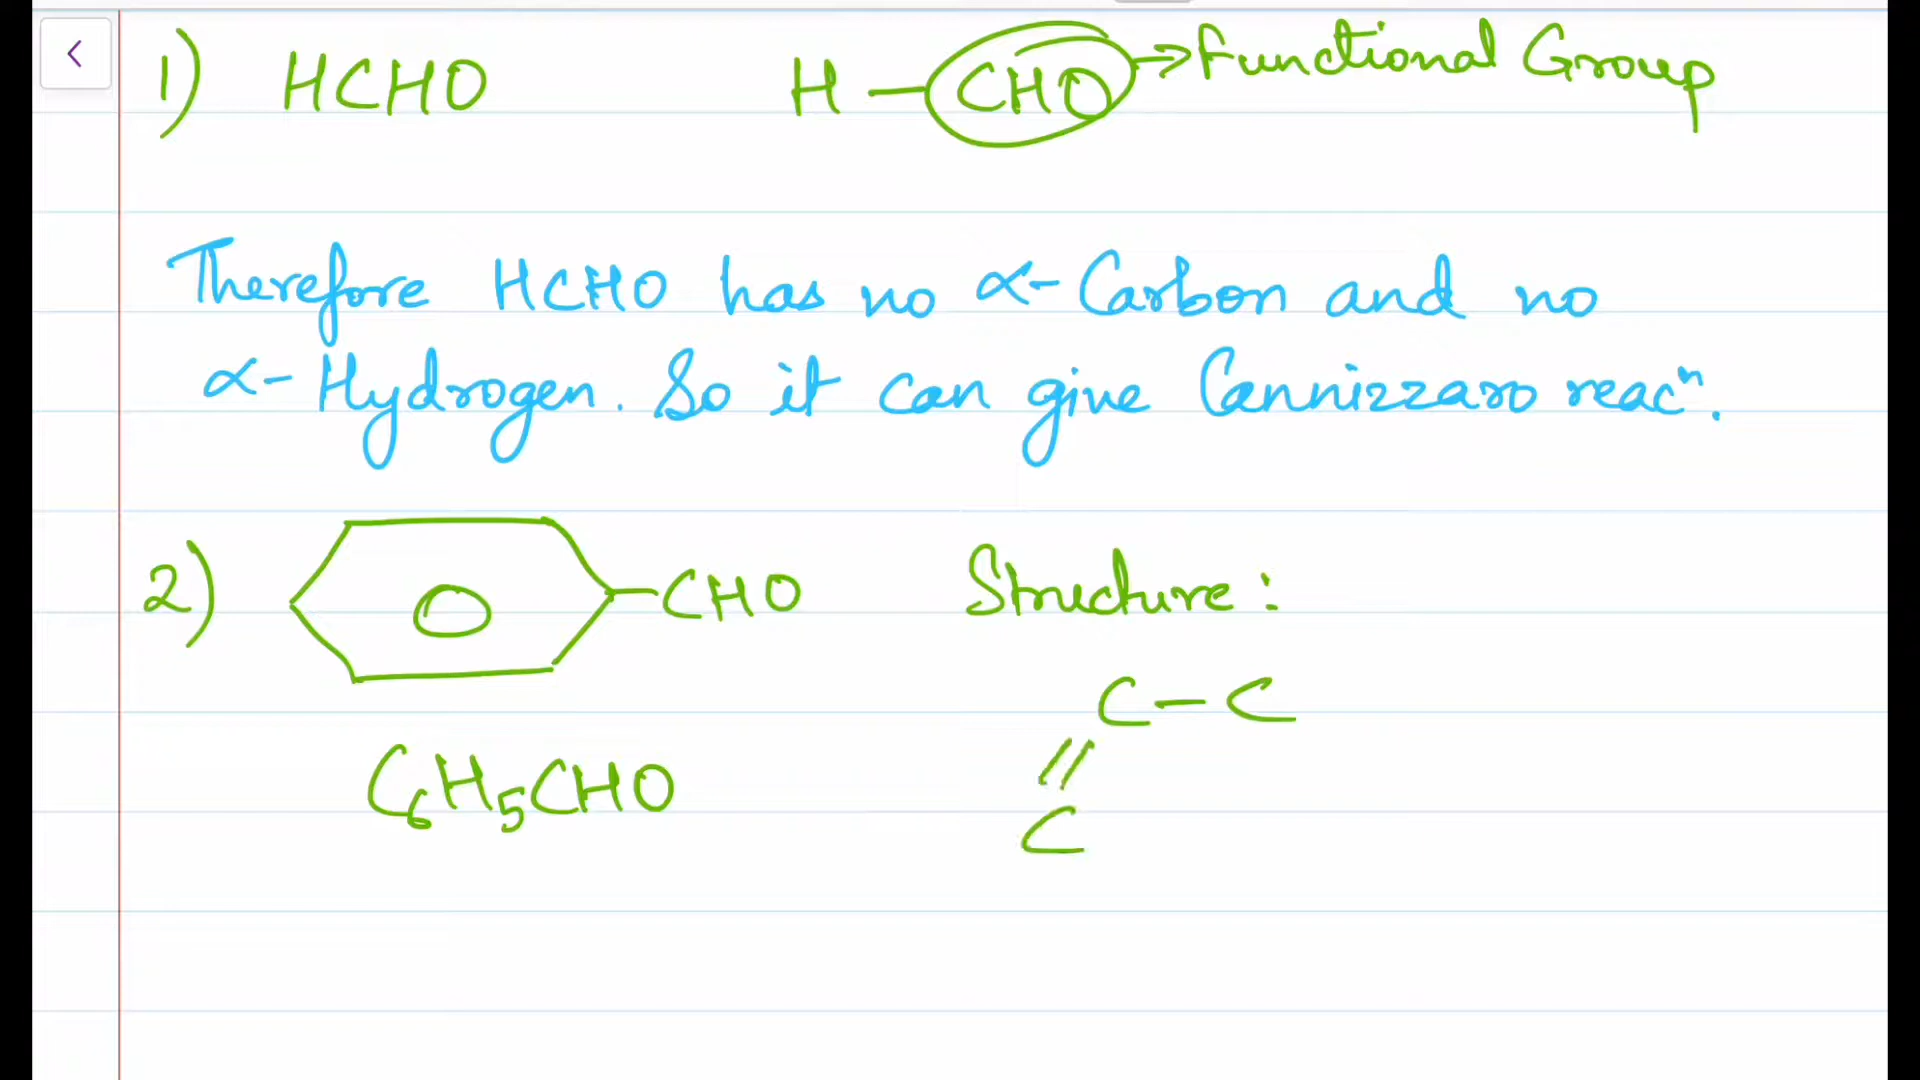 1) HCHO H-CHO → Functional Group
Therefore HCHO has no α-Carbon and no
α-Hydrogen. So it can give Cannizzaro reacⁿ.
2) -CHO Structure:
C-C
//
C
C₆H₅CHO